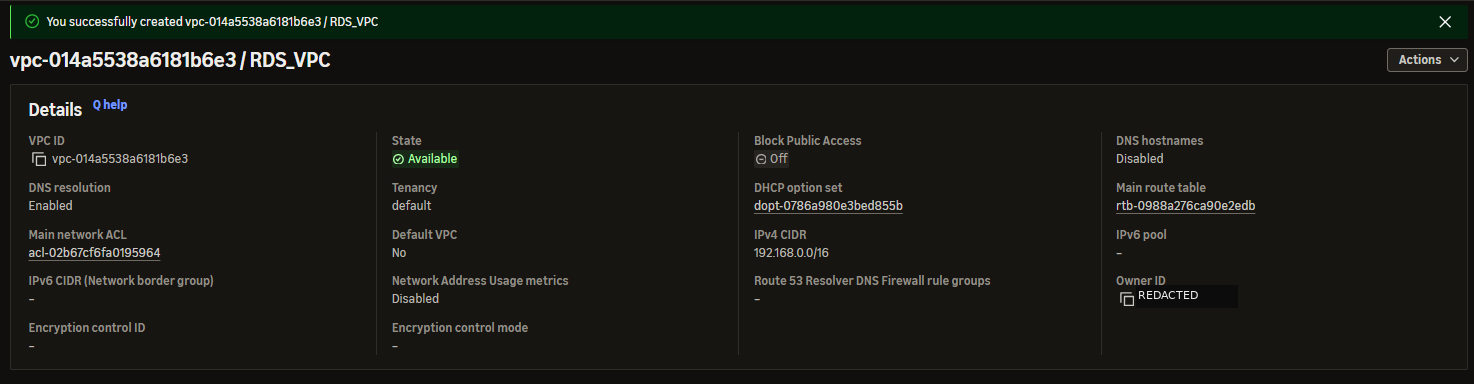 You successfully created vpc-014a5538a6181b6e3 / RDS_VPC
vpc-014a5538a6181b6e3 / RDS_VPC
Actions
Details
Q help
VPC ID
vpc-014a5538a6181b6e3
State
Available
Block Public Access
Off
DNS hostnames
Disabled
DNS resolution
Enabled
Tenancy
default
DHCP option set
dopt-0786a980e3bed855b
Main route table
rtb-0988a276ca90e2edb
Main network ACL
acl-02b67cf6fa0195964
Default VPC
No
IPv4 CIDR
192.168.0.0/16
IPv6 pool
–
IPv6 CIDR (Network border group)
–
Network Address Usage metrics
Disabled
Route 53 Resolver DNS Firewall rule groups
–
Owner ID
REDACTED
Encryption control ID
–
Encryption control mode
–